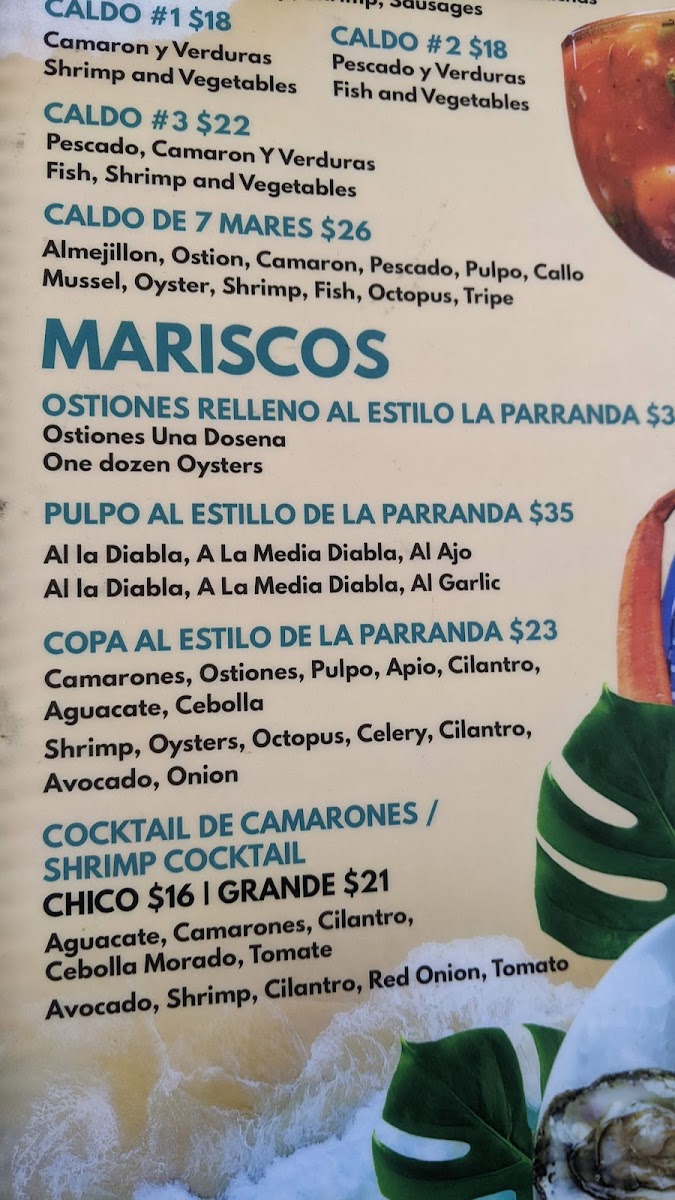 Sausages
CALDO #1 $18
Camaron y Verduras
Shrimp and Vegetables
CALDO #2 $18
Pescado y Verduras
Fish and Vegetables
CALDO #3 $22
Pescado, Camaron Y Verduras
Fish, Shrimp and Vegetables
CALDO DE 7 MARES $26
Almejillon, Ostion, Camaron, Pescado, Pulpo, Callo
Mussel, Oyster, Shrimp, Fish, Octopus, Tripe
MARISCOS
OSTIONES RELLENO AL ESTILO LA PARRANDA
Ostiones Una Dosena
One dozen Oysters
PULPO AL ESTILLO DE LA PARRANDA $35
Al la Diabla, A La Media Diabla, Al Ajo
Al la Diabla, A La Media Diabla, Al Garlic
COPA AL ESTILO DE LA PARRANDA $23
Camarones, Ostiones, Pulpo, Apio, Cilantro,
Aguacate, Cebolla
Shrimp, Oysters, Octopus, Celery, Cilantro,
Avocado, Onion
COCKTAIL DE CAMARONES /
SHRIMP COCKTAIL
CHICO $16 | GRANDE $21
Aguacate, Camarones, Cilantro,
Cebolla Morado, Tomate
Avocado, Shrimp, Cilantro, Red Onion, Tomato